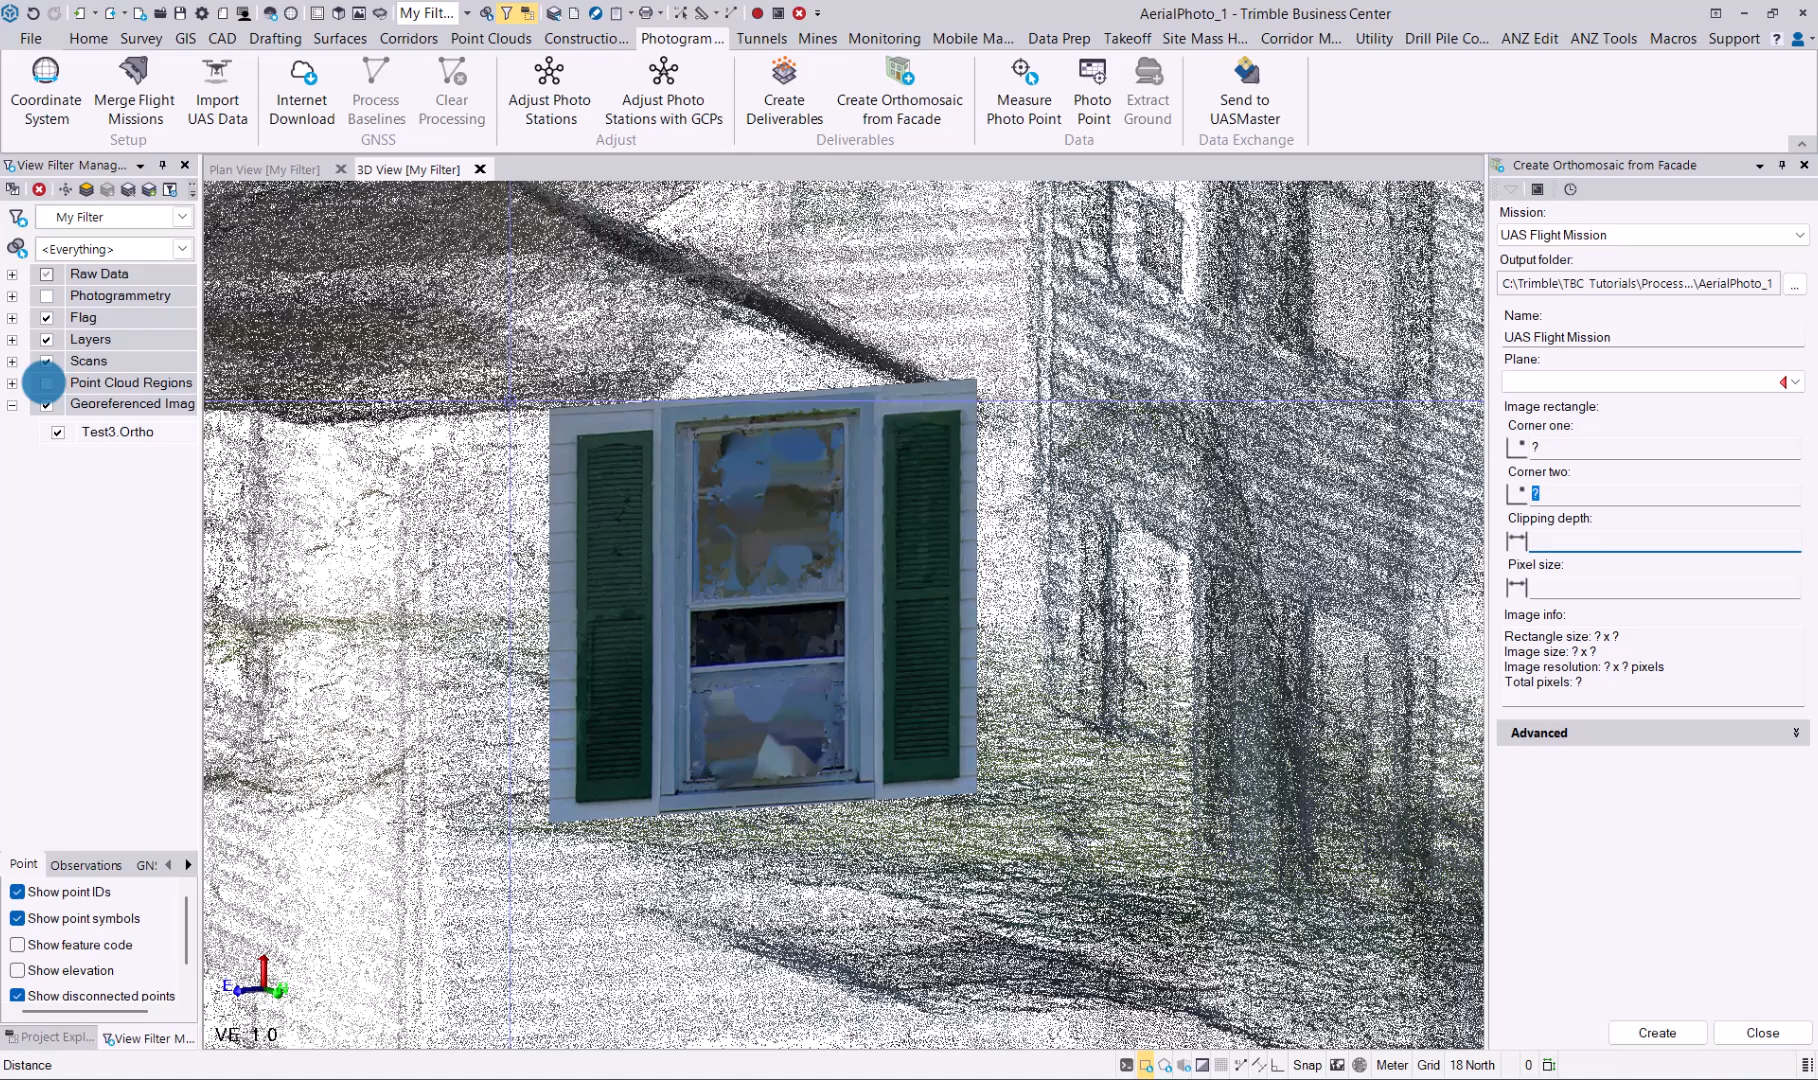 My Filt...
AerialPhoto_1 - Trimble Business Center
File Home Survey GIS CAD Drafting Surfaces Corridors Point Clouds Constructio... Photogram... Tunnels Mines Monitoring Mobile Ma... Data Prep Takeoff Site Mass H... Corridor M... Utility Drill Pile Co... ANZ Edit ANZ Tools Macros Support ?
Coordinate System
Merge Flight Missions
Import UAS Data
Setup
Internet Download
Process Baselines
Clear Processing
GNSS
Adjust Photo Stations
Adjust Photo Stations with GCPs
Adjust
Create Deliverables
Create Orthomosaic from Facade
Deliverables
Measure Photo Point
Photo Point
Extract Ground
Data
Send to UASMaster
Data Exchange
View Filter Manag...
My Filter
<Everything>
Raw Data
Photogrammetry
Flag
Layers
Scans
Point Cloud Regions
Georeferenced Imag
Test3.Ortho
Point Observations GN:
Show point IDs
Show point symbols
Show feature code
Show elevation
Show disconnected points
Project Expl... View Filter M...
Distance
Plan View [My Filter] 3D View [My Filter]
E
VE 1.0
Create Orthomosaic from Facade
Mission:
UAS Flight Mission
Output folder:
C:\Trimble\TBC Tutorials\Process...\AerialPhoto_1 ...
Name:
UAS Flight Mission
Plane:
Image rectangle:
Corner one:
?
Corner two:
?
Clipping depth:
Pixel size:
Image info:
Rectangle size: ? x ?
Image size: ? x ?
Image resolution: ? x ? pixels
Total pixels: ?
Advanced
Create Close
Snap Meter Grid 18 North 0